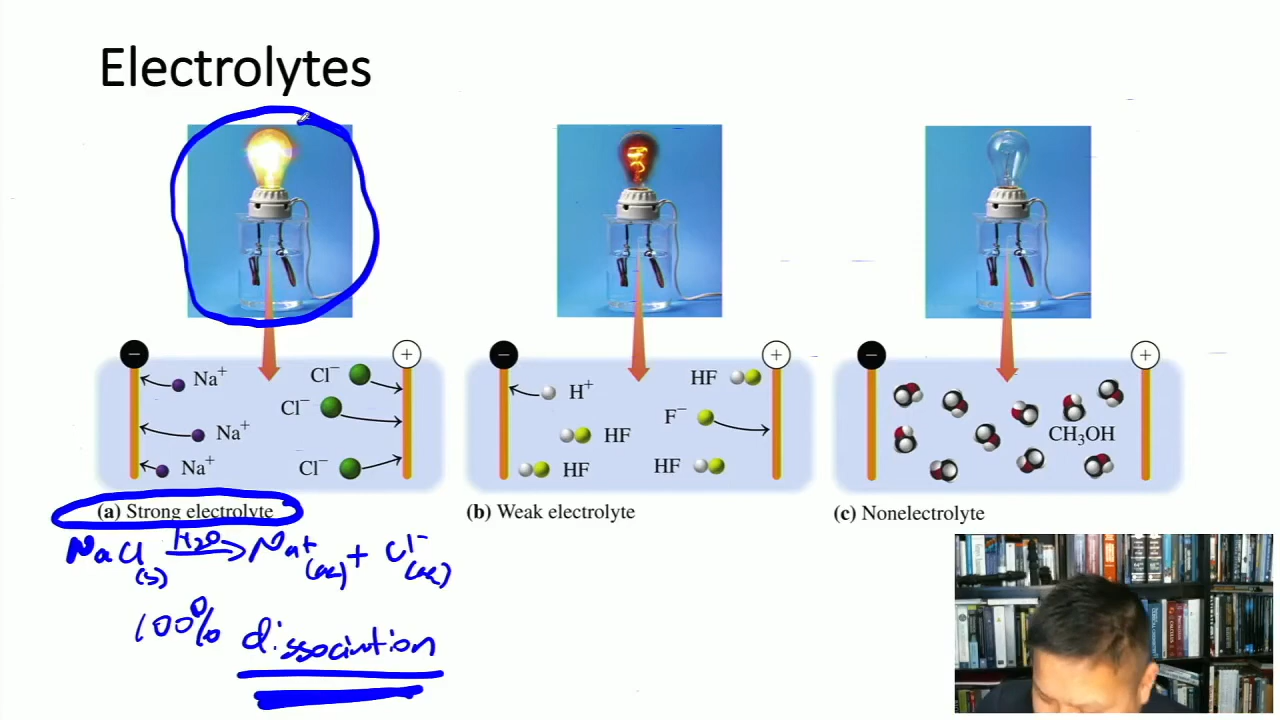 Electrolytes
− + − + − +
Na⁺ Cl⁻ H⁺ HF
Cl⁻ F⁻
Na⁺ HF CH₃OH
Na⁺ Cl⁻ HF HF
(a) Strong electrolyte (b) Weak electrolyte (c) Nonelectrolyte
NaCl(s) H₂O→ Na⁺(aq) + Cl⁻(aq)
100% dissociation